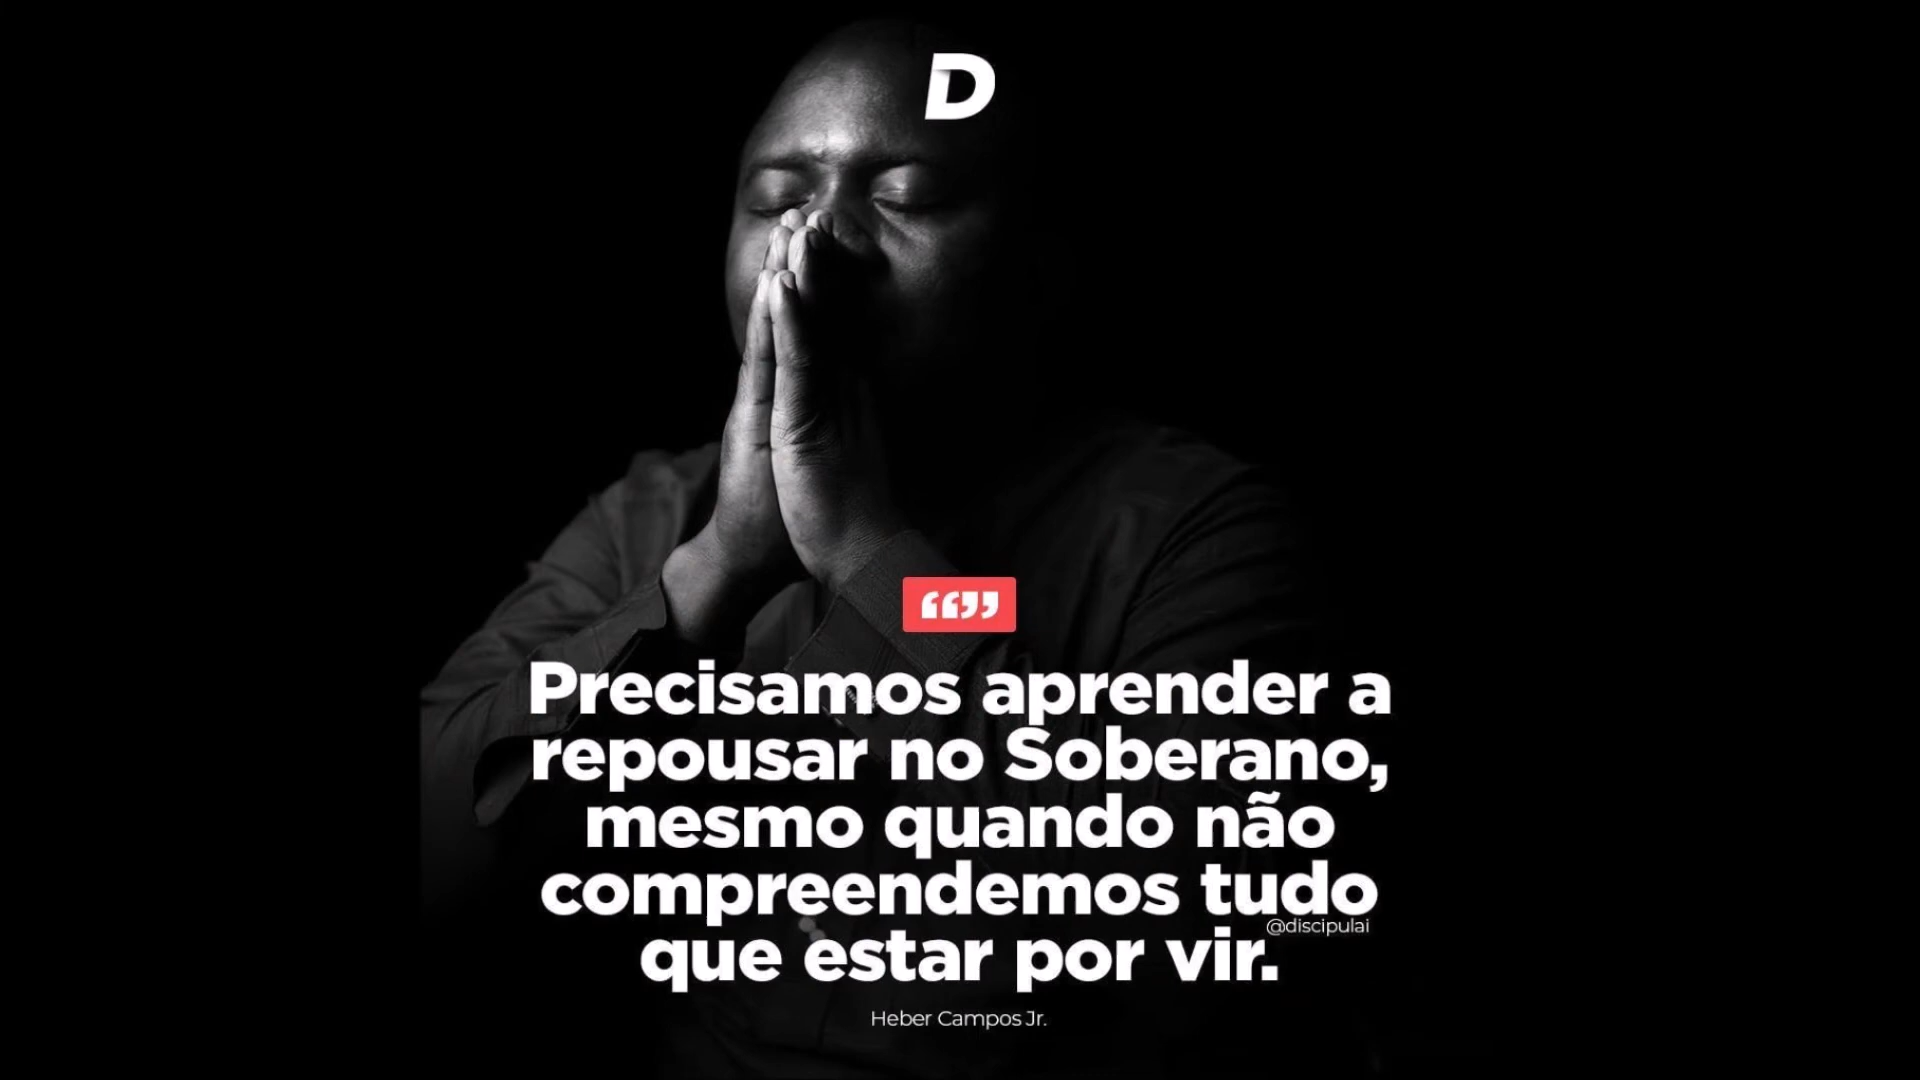 D
“”
Precisamos aprender a
repousar no Soberano,
mesmo quando não
compreendemos tudo
@discipulai
que estar por vir.
Heber Campos Jr.